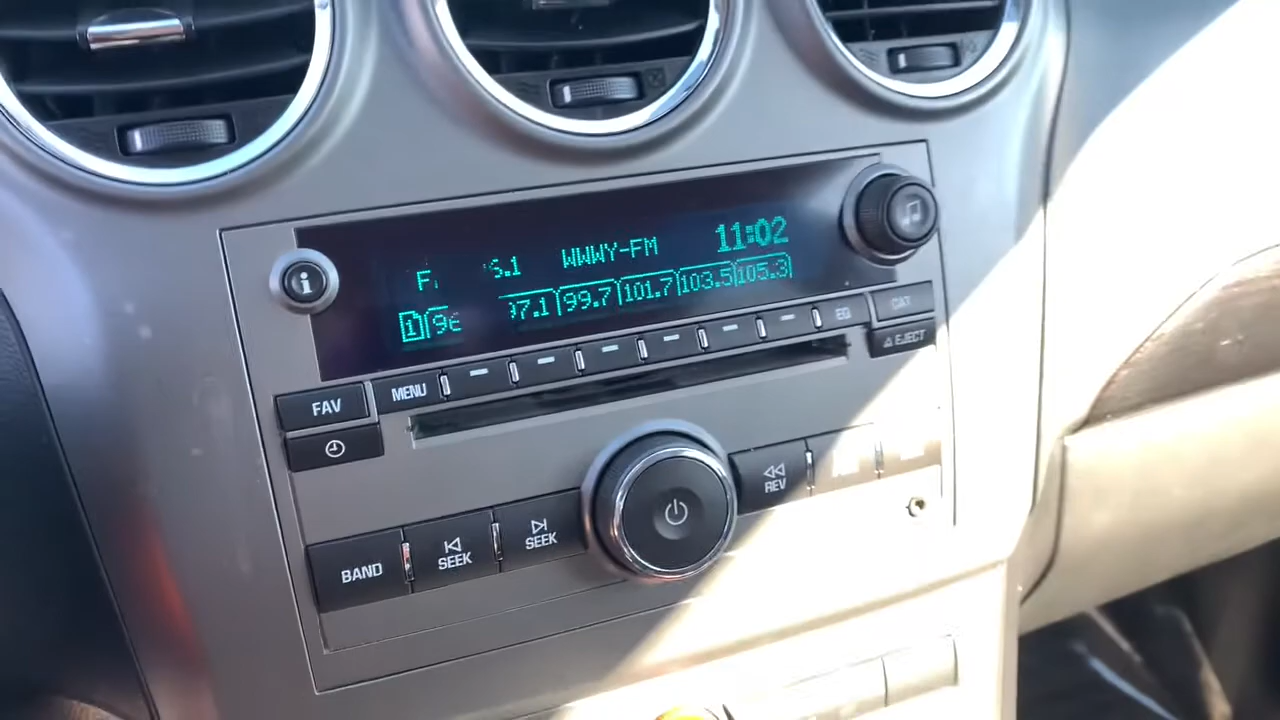 WWWY-FM 11:02
1 99.7 101.7 103.5 105.3
EQ CAT
MENU EJECT
FAV
REV
SEEK SEEK
BAND